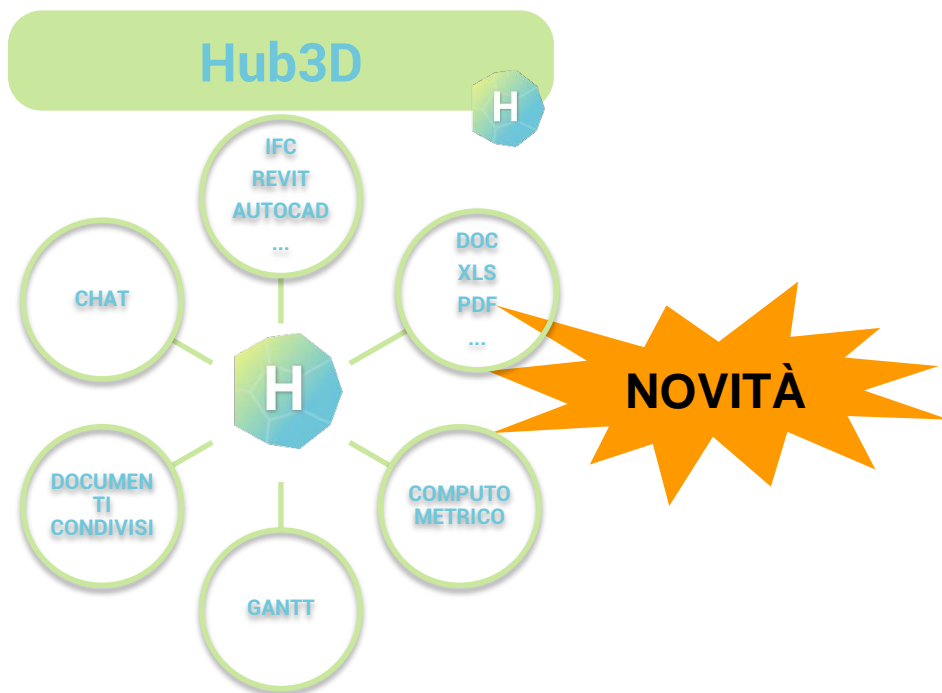 Hub3D
H
IFC
REVIT
AUTOCAD
...
DOC
XLS
PDF
...
CHAT
H
NOVITÀ
DOCUMEN
TI
CONDIVISI
COMPUTO
METRICO
GANTT